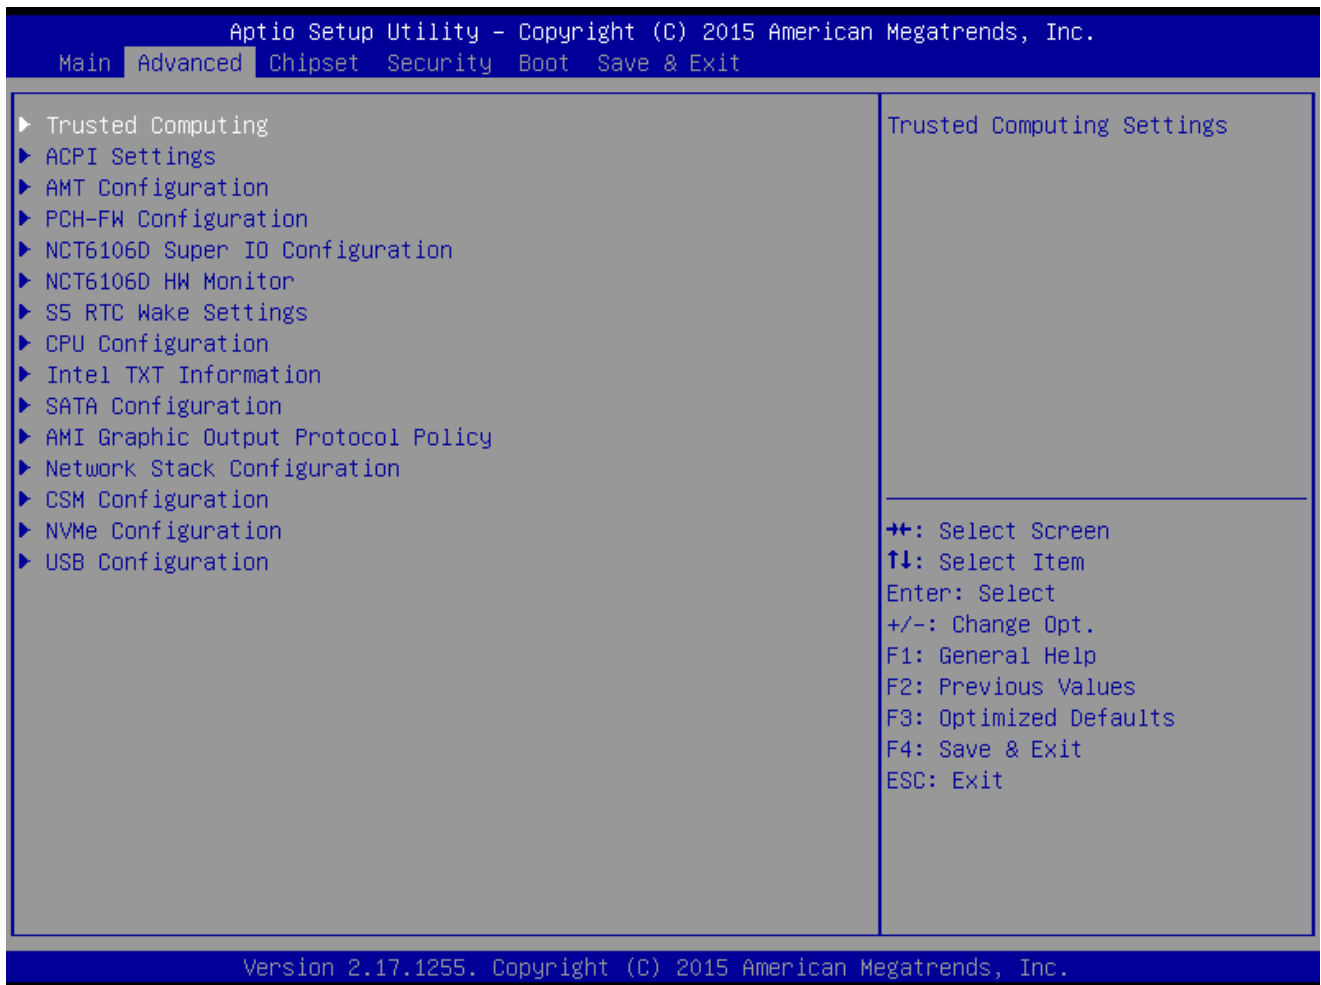 Aptio Setup Utility – Copyright (C) 2015 American Megatrends, Inc.
Main Advanced Chipset Security Boot Save & Exit
▶ Trusted Computing
▶ ACPI Settings
▶ AMT Configuration
▶ PCH-FW Configuration
▶ NCT6106D Super IO Configuration
▶ NCT6106D HW Monitor
▶ S5 RTC Wake Settings
▶ CPU Configuration
▶ Intel TXT Information
▶ SATA Configuration
▶ AMI Graphic Output Protocol Policy
▶ Network Stack Configuration
▶ CSM Configuration
▶ NVMe Configuration
▶ USB Configuration
Trusted Computing Settings
→←: Select Screen
↑↓: Select Item
Enter: Select
+/-: Change Opt.
F1: General Help
F2: Previous Values
F3: Optimized Defaults
F4: Save & Exit
ESC: Exit
Version 2.17.1255. Copyright (C) 2015 American Megatrends, Inc.